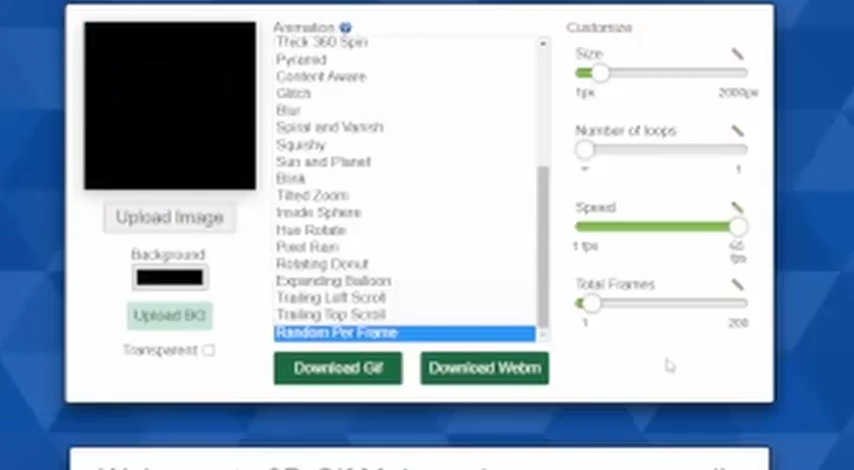 Animation
Thick 360 Spin
Pyramid
Content Aware
Glitch
Blur
Spiral and Vanish
Squishy
Sun and Planet
Blink
Tilted Zoom
Inside Sphere
Hue Rotate
Pixel Rain
Rotating Donut
Expanding Balloon
Trailing Left Scroll
Trailing Top Scroll
Random Per Frame
Upload Image
Background
Upload BG
Transparent
Download Gif
Download Webm
Customize
Size
1px
2000px
Number of loops
1
Speed
1 fps
65
fps
Total Frames
1
200